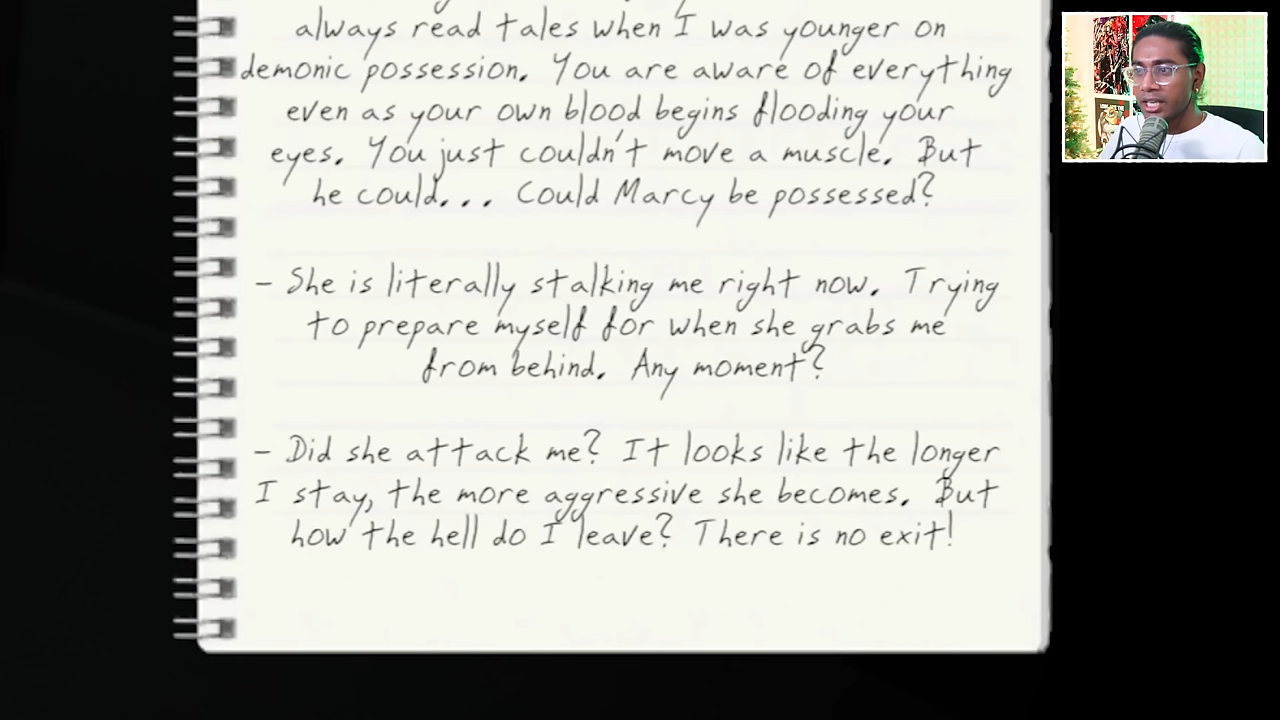 always read tales when I was younger on
demonic possession. You are aware of everything
even as your own blood begins flooding your
eyes. You just couldn't move a muscle. But
he could... Could Marcy be possessed?
- She is literally stalking me right now. Trying
to prepare myself for when she grabs me
from behind. Any moment?
- Did she attack me? It looks like the longer
I stay, the more aggressive she becomes. But
how the hell do I leave? There is no exit!